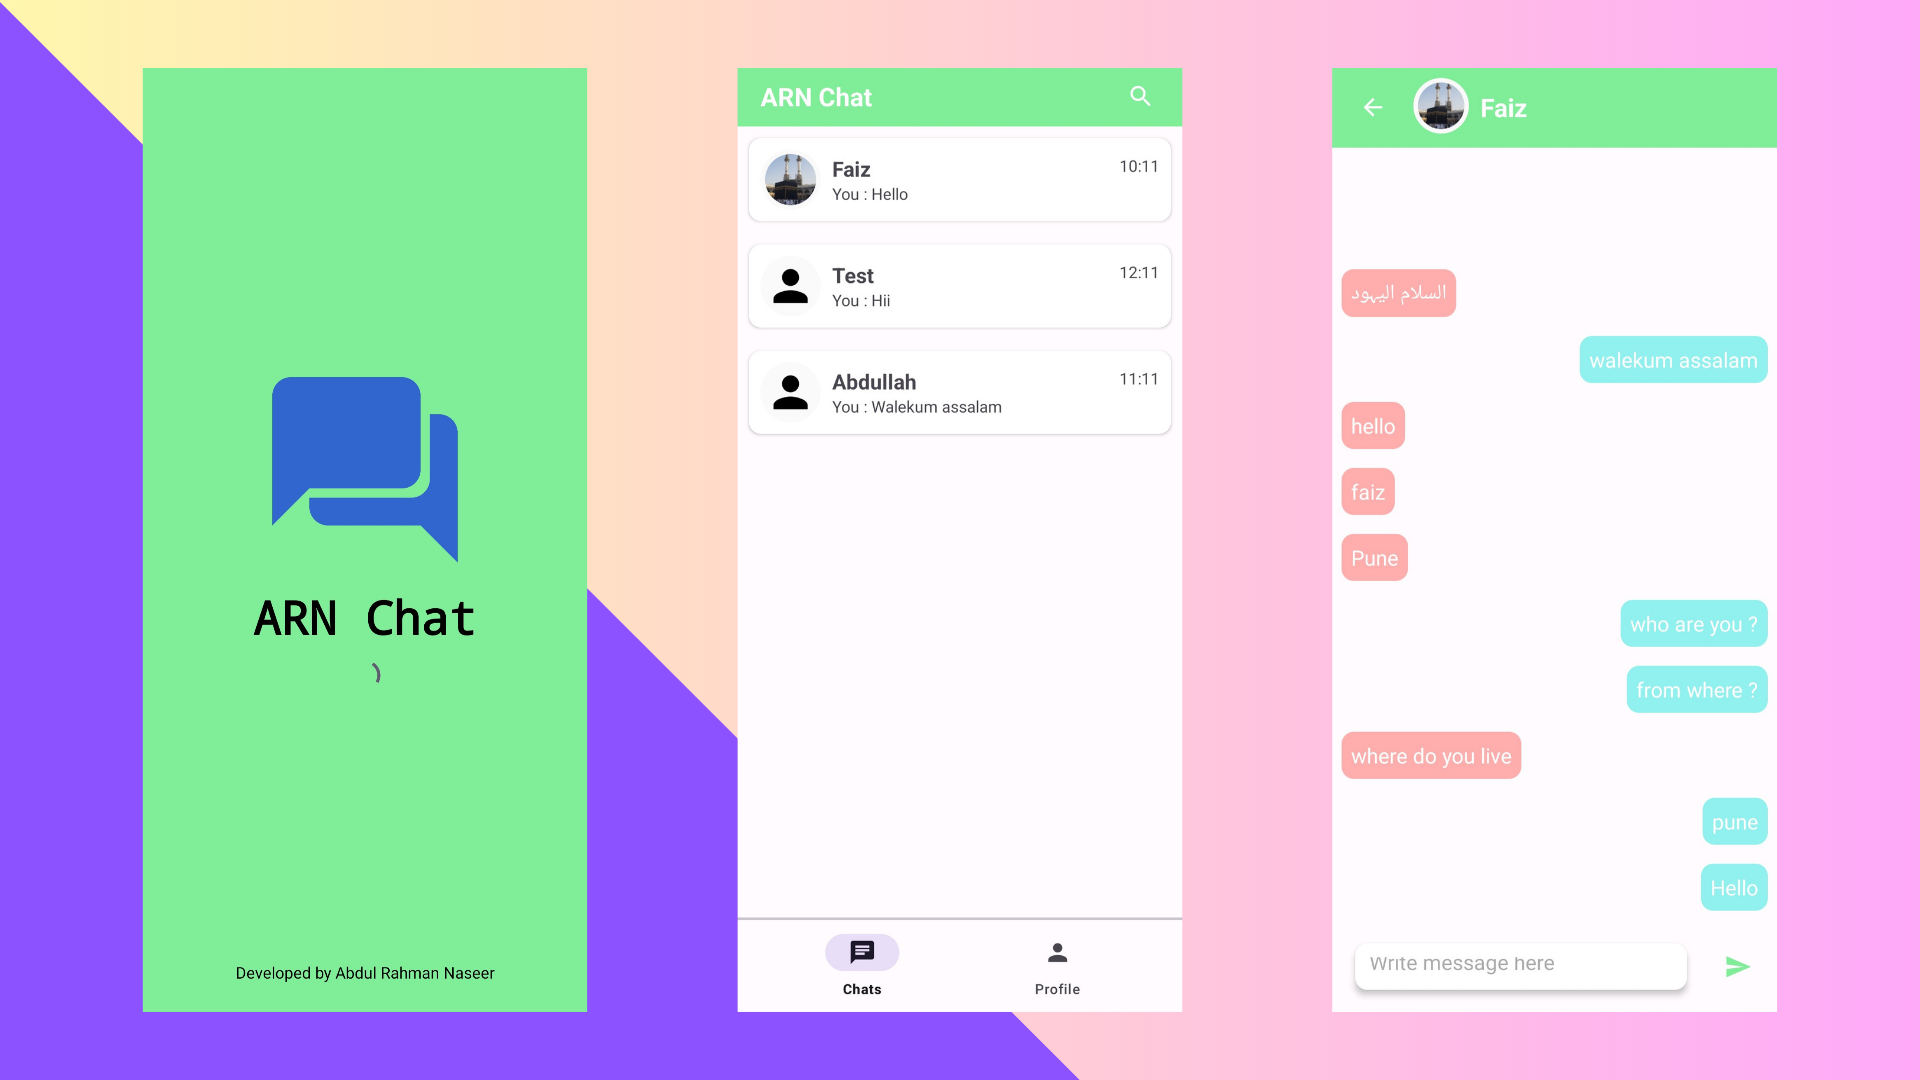 ARN Chat
Developed by Abdul Rahman Naseer
ARN Chat
Faiz
10:11
You : Hello
Test
12:11
You : Hii
Abdullah
11:11
You : Walekum assalam
Chats
Profile
Faiz
السلام اليهود
walekum assalam
hello
faiz
Pune
who are you ?
from where ?
where do you live
pune
Hello
Write message here